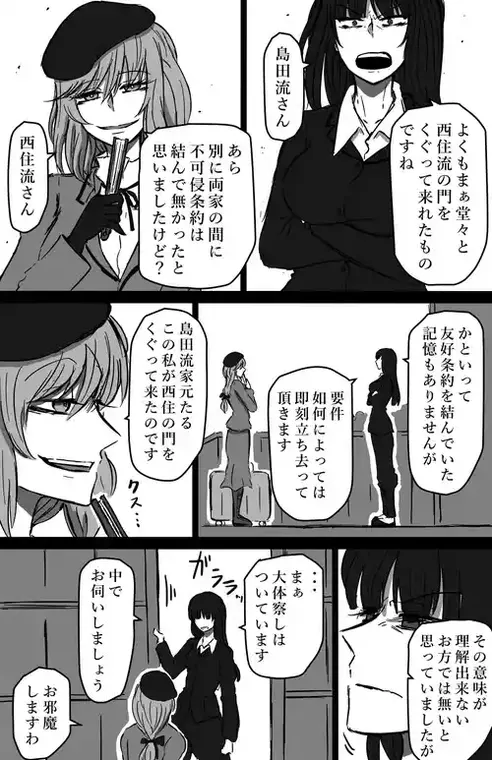 よくもまぁ堂々と
西住流の門を
くぐって来れたもの
ですね
島田流さん
あら
別に両家の間に
不可侵条約は
結んで無かったと
思いましたけど?
西住流さん
かといって
友好条約を結んでいた
記憶もありませんが
要件
如何によっては
即刻立ち去って
頂きます
島田流家元たる
この私が西住の門を
くぐって来たのです
クス…
その意味が
理解出来ない
お方では無いと
思っていましたが
…
まぁ
大体察しは
ついています
ガララッ
中で
お伺いしましょう
お邪魔
しますわ